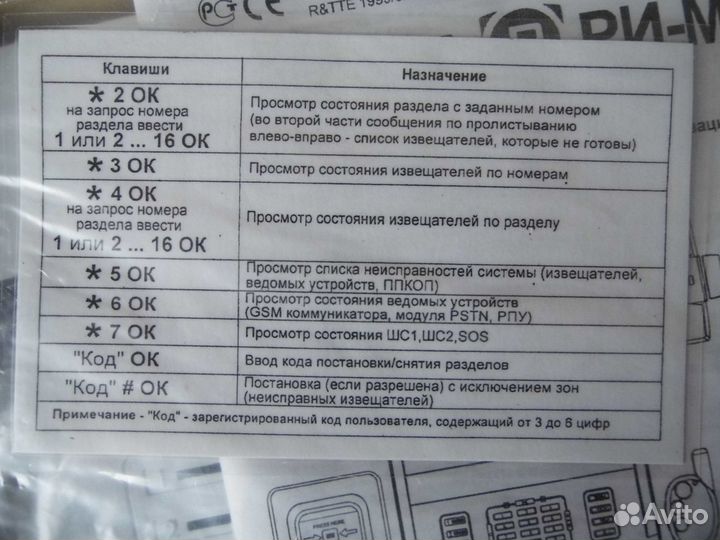 R&TTE 1999/
РИ-М
Клавиши Назначение
* 2 ОК
на запрос номера
раздела ввести
1 или 2 ... 16 ОК
Просмотр состояния раздела с заданным номером
(во второй части сообщения по пролистыванию
влево-вправо - список извещателей, которые не готовы)
* 3 ОК
Просмотр состояния извещателей по номерам
* 4 ОК
на запрос номера
раздела ввести
1 или 2 ... 16 ОК
Просмотр состояния извещателей по разделу
* 5 ОК
Просмотр списка неисправностей системы (извещателей,
ведомых устройств, ППКОП)
* 6 ОК
Просмотр состояния ведомых устройств
(GSM коммуникатора, модуля PSTN, РПУ)
* 7 ОК
Просмотр состояния ШС1,ШС2,SOS
"Код" ОК
Ввод кода постановки/снятия разделов
"Код" # ОК
Постановка (если разрешена) с исключением зон
(неисправных извещателей)
Примечание - "Код" - зарегистрированный код пользователя, содержащий от 3 до 6 цифр
PRESS HERE
Avito